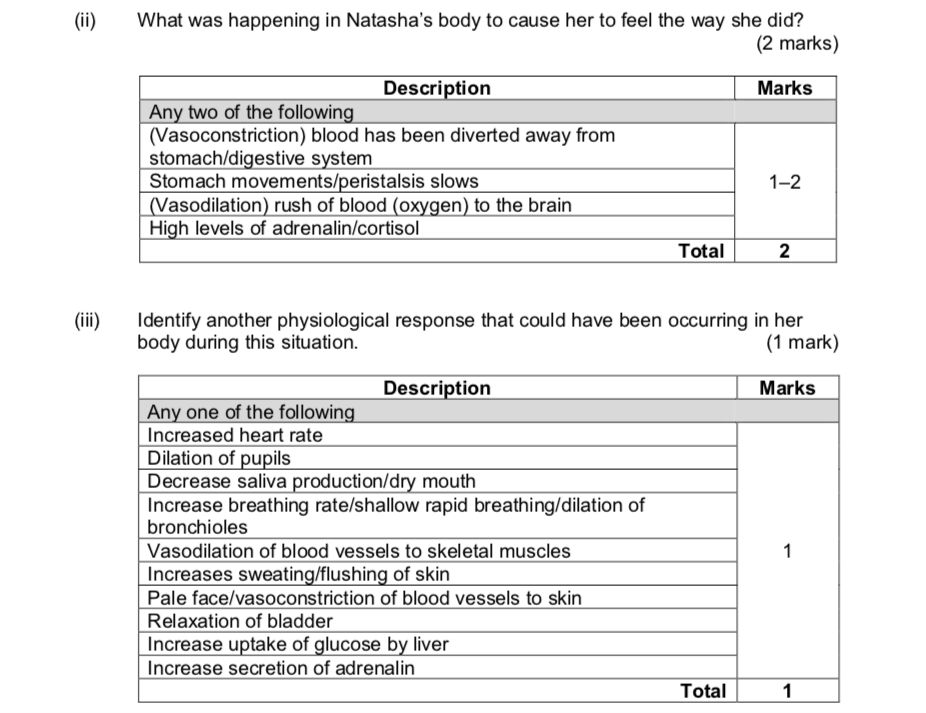 (ii) What was happening in Natasha's body to cause her to feel the way she did?
(2 marks)
Description Marks
Any two of the following
(Vasoconstriction) blood has been diverted away from
stomach/digestive system
Stomach movements/peristalsis slows
1–2
(Vasodilation) rush of blood (oxygen) to the brain
High levels of adrenalin/cortisol
Total 2
(iii) Identify another physiological response that could have been occurring in her
body during this situation. (1 mark)
Description Marks
Any one of the following
Increased heart rate
Dilation of pupils
Decrease saliva production/dry mouth
Increase breathing rate/shallow rapid breathing/dilation of
bronchioles
Vasodilation of blood vessels to skeletal muscles 1
Increases sweating/flushing of skin
Pale face/vasoconstriction of blood vessels to skin
Relaxation of bladder
Increase uptake of glucose by liver
Increase secretion of adrenalin
Total 1